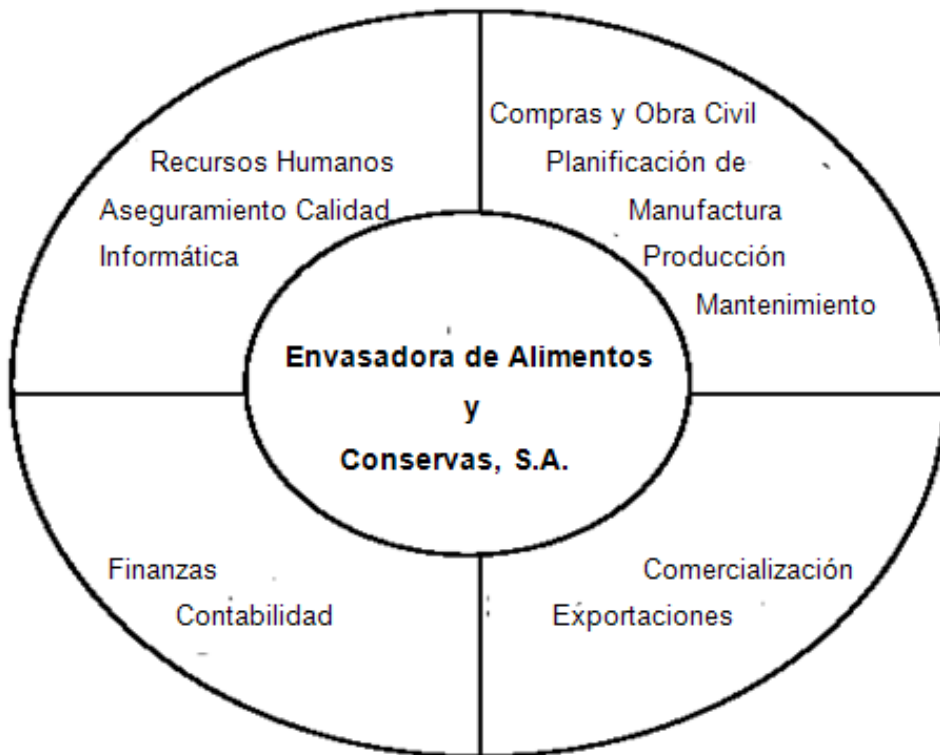 Recursos Humanos
Aseguramiento Calidad
Informática
Compras y Obra Civil
Planificación de
Manufactura
Producción
Mantenimiento
Envasadora de Alimentos
y
Conservas, S.A.
Finanzas
Contabilidad
Comercialización
Exportaciones